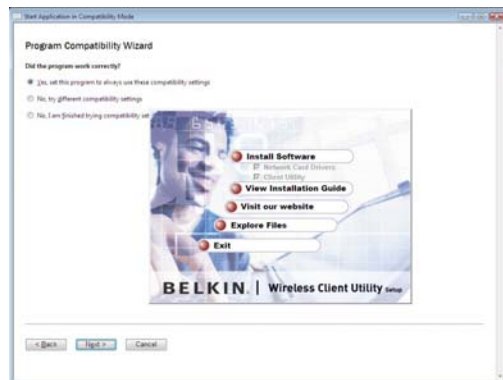 Start Application in Compatibility Mode
Program Compatibility Wizard
Did the program work correctly?
Yes, set this program to always use these compatibility settings
No, try different compatibility settings
No, I am finished trying compatibility set
Install Software
Network Card Drivers
Client Utility
View Installation Guide
Visit our website
Explore Files
Exit
BELKIN. | Wireless Client Utility Setup
< Back
Next >
Cancel